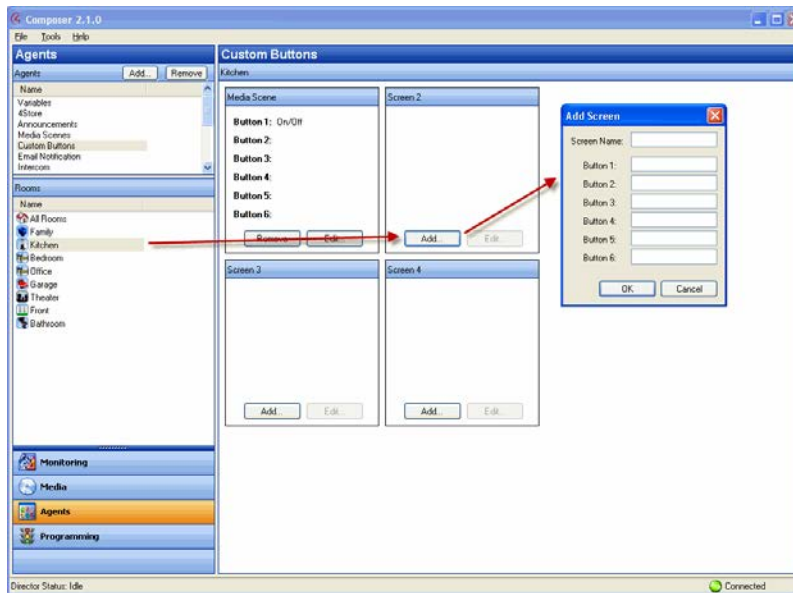 Composer 2.1.0
File Tools Help
Agents
Agents Add... Remove
Name
Variables
4Store
Announcements
Media Scenes
Custom Buttons
Email Notification
Intercom
Rooms
Name
All Rooms
Family
Kitchen
Bedroom
Office
Garage
Theater
Front
Bathroom
Monitoring
Media
Agents
Programming
Custom Buttons
Kitchen
Media Scene
Button 1: On/Off
Button 2:
Button 3:
Button 4:
Button 5:
Button 6:
Remove Edit...
Screen 2
Add... Edit...
Screen 3
Add... Edit...
Screen 4
Add... Edit...
Add Screen
Screen Name:
Button 1:
Button 2:
Button 3:
Button 4:
Button 5:
Button 6:
OK Cancel
Director Status: Idle
Connected